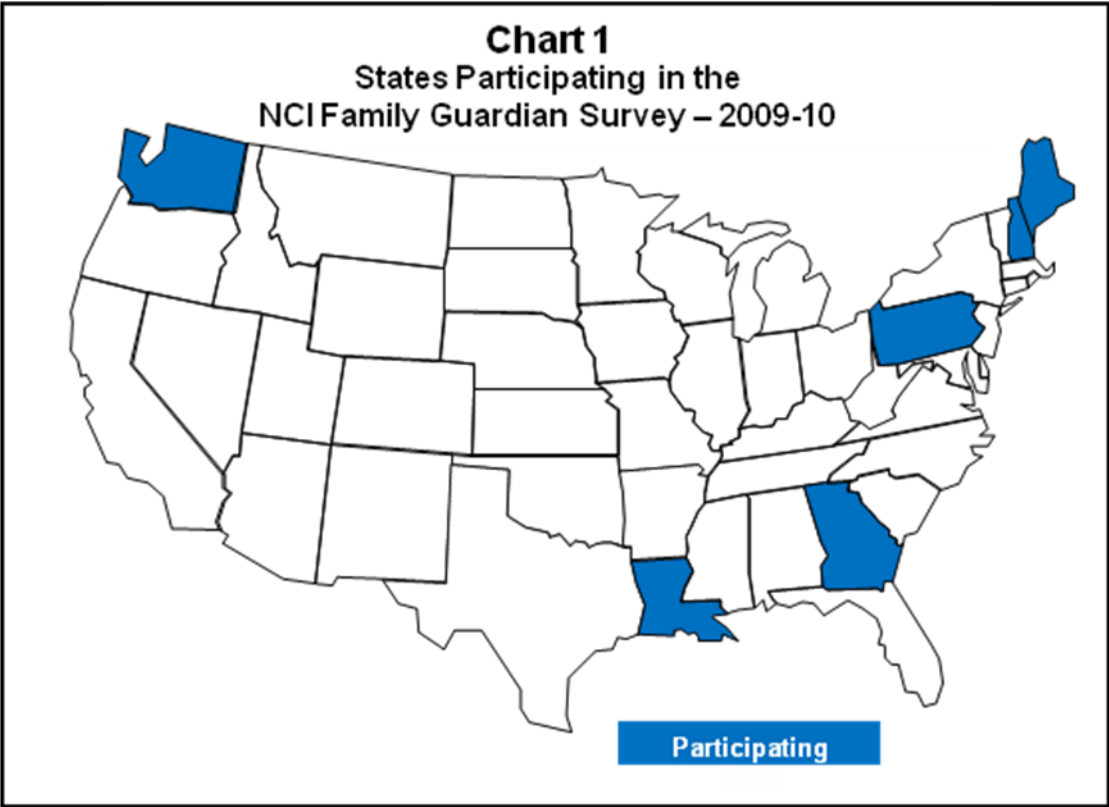 Chart 1
States Participating in the
NCI Family Guardian Survey – 2009-10
Participating